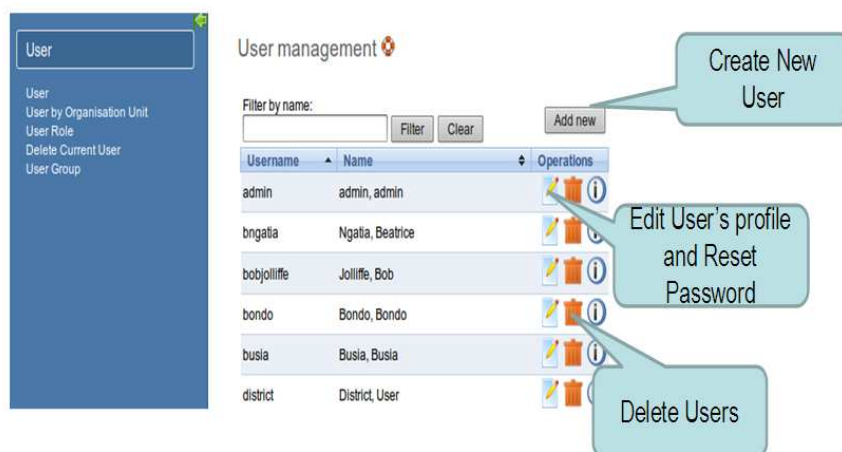 User
User
User by Organisation Unit
User Role
Delete Current User
User Group
User management
Filter by name:
Filter
Clear
Add new
Username
Name
Operations
admin
admin, admin
bngatia
Ngatia, Beatrice
bobjolliffe
Jolliffe, Bob
bondo
Bondo, Bondo
busia
Busia, Busia
district
District, User
Create New
User
Edit User’s profile
and Reset
Password
Delete Users